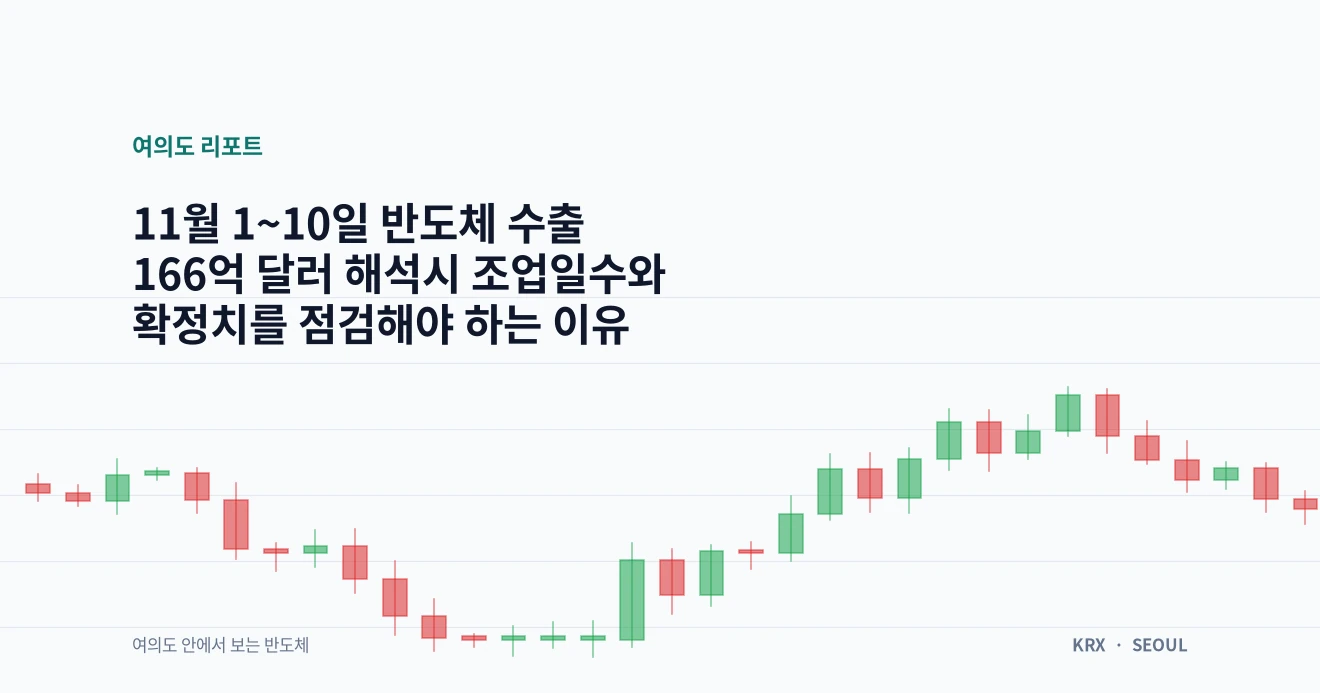 여의도 리포트
11월 1~10일 반도체 수출
166억 달러 해석시 조업일수와
확정치를 점검해야 하는 이유
여의도 안에서 보는 반도체
KRX · SEOUL